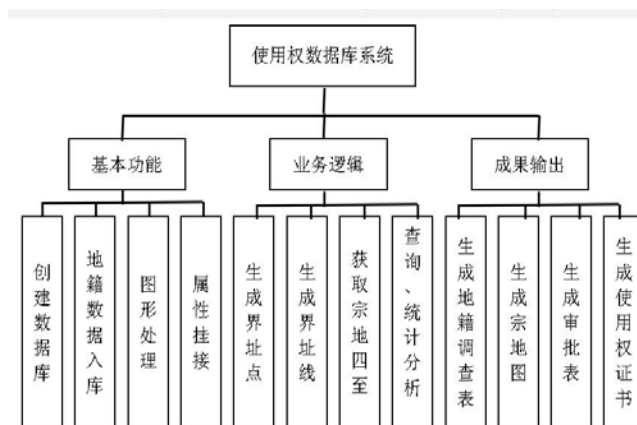 使用权数据库系统
基本功能
业务逻辑
成果输出
创建数据库
地籍数据入库
图形处理
属性挂接
生成界址点
生成界址线
获取宗地四至
查询、统计分析
生成地籍调查表
生成宗地图
生成审批表
生成使用权证书